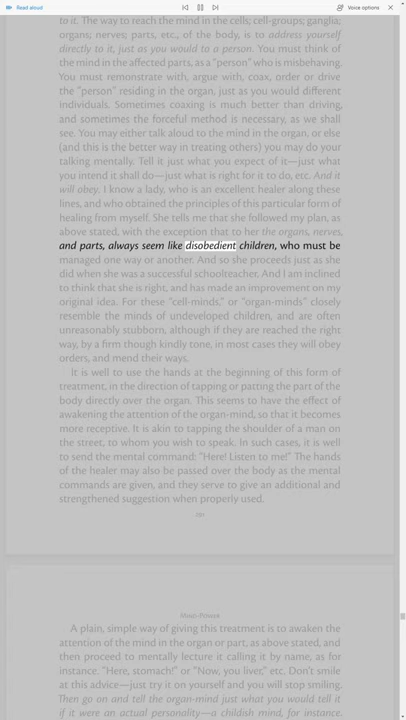 Read aloud
Voice options
to it. The way to reach the mind in the cells; cell-groups; ganglia;
organs; nerves; parts, etc., of the body, is to address yourself
directly to it, just as you would to a person. You must think of
the mind in the affected parts, as a "person" who is misbehaving.
You must remonstrate with, argue with, coax, order or drive
the "person" residing in the organ, just as you would different
individuals. Sometimes coaxing is much better than driving,
and sometimes the forceful method is necessary, as we shall
see. You may either talk aloud to the mind in the organ, or else
(and this is the better way in treating others) you may do your
talking mentally. Tell it just what you expect of it—just what
you intend it shall do—just what is right for it to do, etc. And it
will obey. I know a lady, who is an excellent healer along these
lines, and who obtained the principles of this particular form of
healing from myself. She tells me that she followed my plan, as
above stated, with the exception that to her the organs, nerves,
and parts, always seem like disobedient children, who must be
managed one way or another. And so she proceeds just as she
did when she was a successful schoolteacher. And I am inclined
to think that she is right, and has made an improvement on my
original idea. For these "cell-minds," or "organ-minds" closely
resemble the minds of undeveloped children, and are often
unreasonably stubborn, although if they are reached the right
way, by a firm though kindly tone, in most cases they will obey
orders, and mend their ways.
It is well to use the hands at the beginning of this form of
treatment, in the direction of tapping or patting the part of the
body directly over the organ. This seems to have the effect of
awakening the attention of the organ-mind, so that it becomes
more receptive. It is akin to tapping the shoulder of a man on
the street, to whom you wish to speak. In such cases, it is well
to send the mental command: "Here! Listen to me!" The hands
of the healer may also be passed over the body as the mental
commands are given, and they serve to give an additional and
strengthened suggestion when properly used.
Mind-Power
A plain, simple way of giving this treatment is to awaken the
attention of the mind in the organ or part, as above stated, and
then proceed to mentally lecture it calling it by name, as for
instance. "Here, stomach!" or "Now, you liver," etc. Don't smile
at this advice—just try it on yourself and you will stop smiling.
Then go on and tell the organ-mind just what you would tell it
if it were an actual personality—a childish mind, for instance.